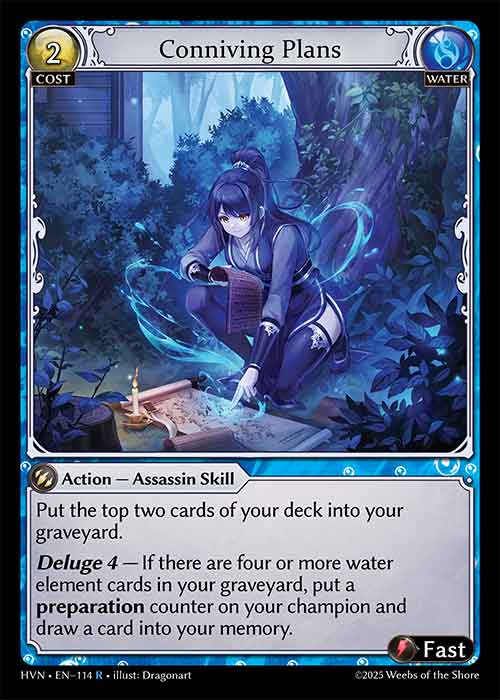 2
Conniving Plans
COST
WATER
Action — Assassin Skill
Put the top two cards of your deck into your
graveyard.
Deluge 4 — If there are four or more water
element cards in your graveyard, put a
preparation counter on your champion and
draw a card into your memory.
Fast
HVN • EN–114 R • illust: Dragonart
©2025 Weebs of the Shore